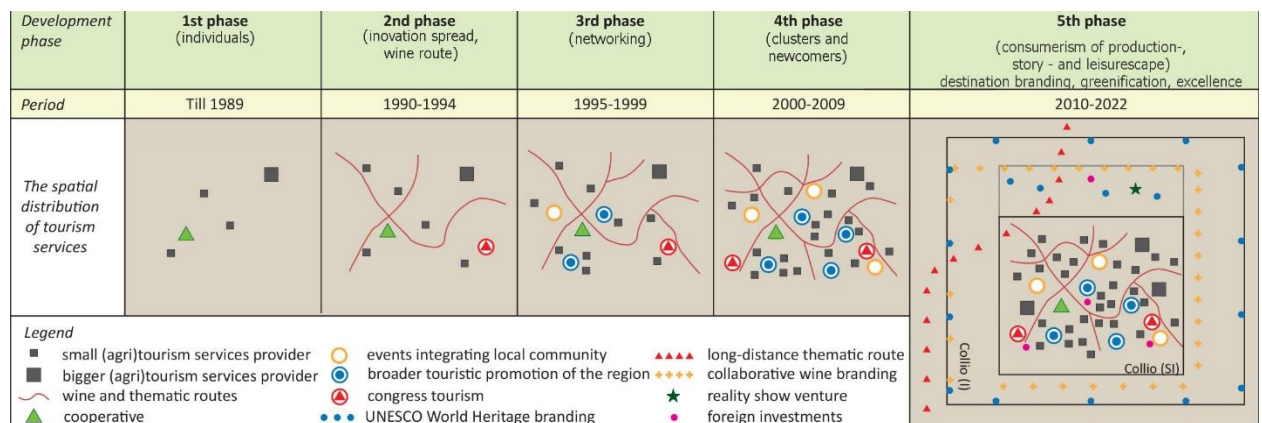 Development
phase
1st phase
(individuals)
2nd phase
(inovation spread,
wine route)
3rd phase
(networking)
4th phase
(clusters and
newcomers)
5th phase
(consumerism of production-,
story - and leisurescape)
destination branding, greenification, excellence
Period
Till 1989
1990-1994
1995-1999
2000-2009
2010-2022
The spatial
distribution
of tourism
services
Collio (I)
Collio (SI)
Legend
small (agri)tourism services provider
bigger (agri)tourism services provider
wine and thematic routes
cooperative
events integrating local community
broader touristic promotion of the region
congress tourism
UNESCO World Heritage branding
long-distance thematic route
collaborative wine branding
reality show venture
foreign investments